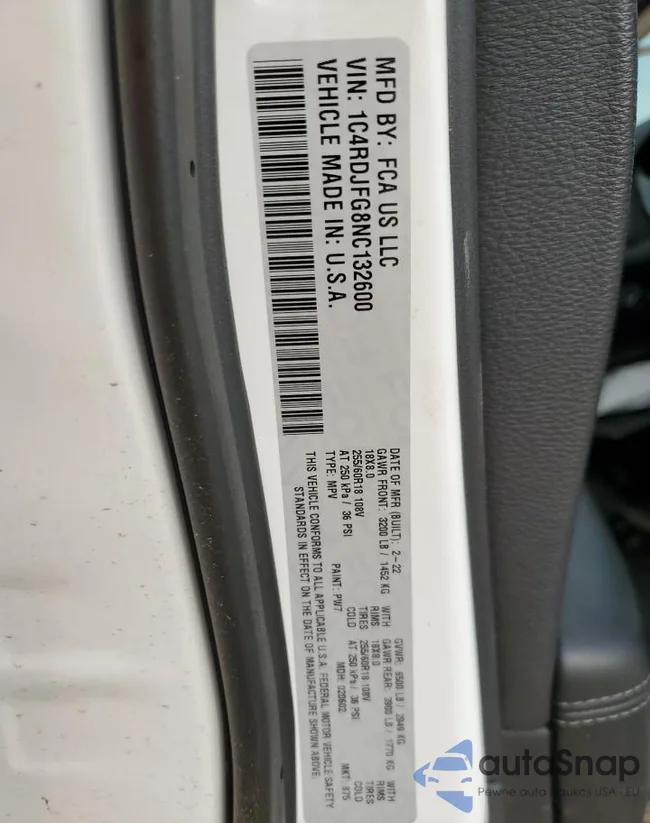 MFD BY: FCA US LLC
VIN: 1C4RDJFG8NC132600
VEHICLE MADE IN: U.S.A.
DATE OF MFR (BUILT): 2-22
GVWR: 6500 LB / 2949 KG
GAWR FRONT: 3200 LB / 1452 KG WITH
GAWR REAR: 3900 LB / 1770 KG WITH
18X8.0 RIMS
18X8.0 RIMS
255/60R18 108V TIRES
255/60R18 108V TIRES
AT 250 kPa / 36 PSI COLD
AT 250 kPa / 36 PSI COLD
TYPE: MPV PAINT: PW7 MDH: 020602 MKT: 875
THIS VEHICLE CONFORMS TO ALL APPLICABLE U.S.A. FEDERAL MOTOR VEHICLE SAFETY
STANDARDS IN EFFECT ON THE DATE OF MANUFACTURE SHOWN ABOVE.
autoSnap
Pewne auto z aukcji USA - EU